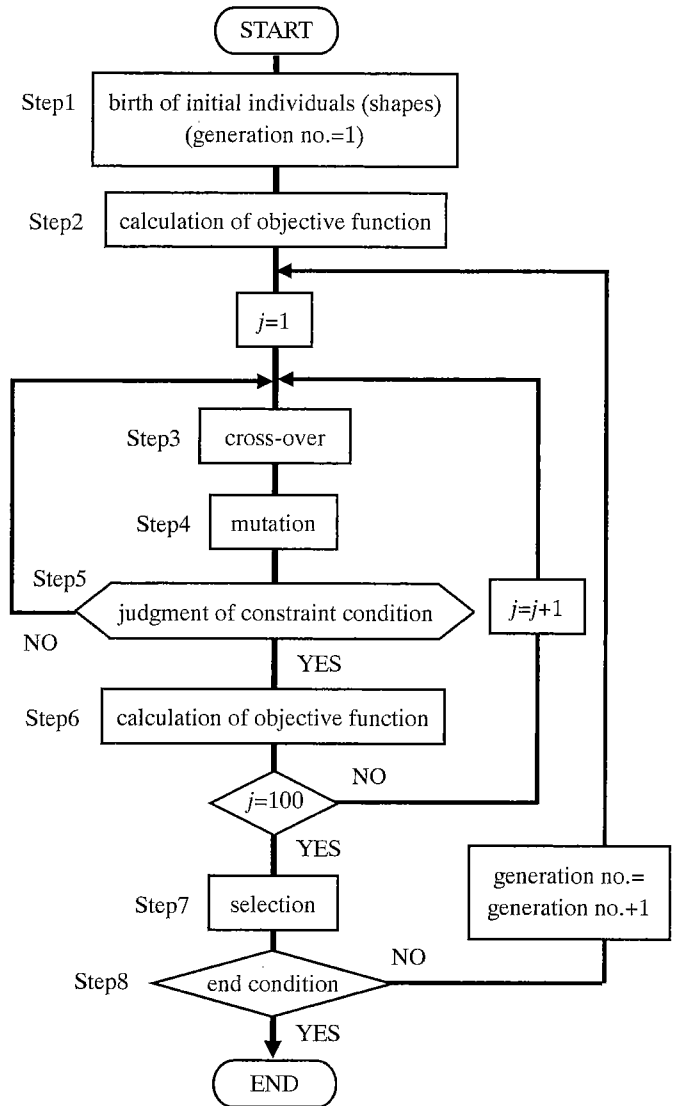 START
Step1
birth of initial individuals (shapes)
(generation no.=1)
Step2
calculation of objective function
j=1
Step3
cross-over
Step4
mutation
Step5
judgment of constraint condition
NO
j=j+1
YES
Step6
calculation of objective function
j=100
NO
YES
Step7
selection
generation no.=
generation no.+1
Step8
end condition
NO
YES
END